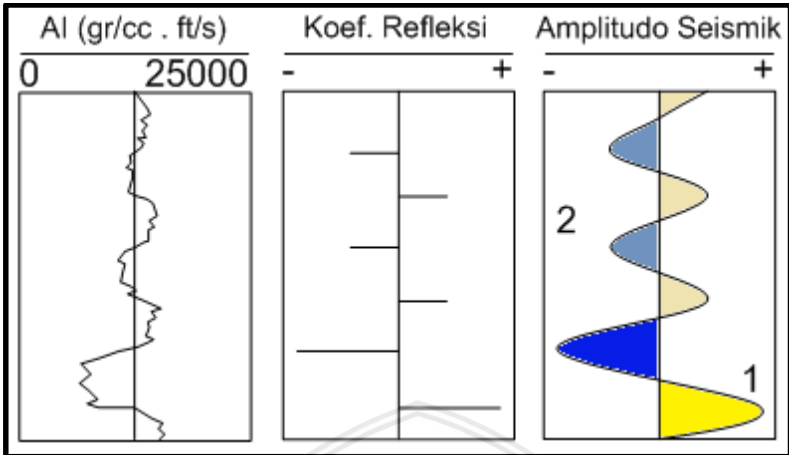 AI (gr/cc . ft/s) Koef. Refleksi Amplitudo Seismik
0 25000 - + - +
2
1